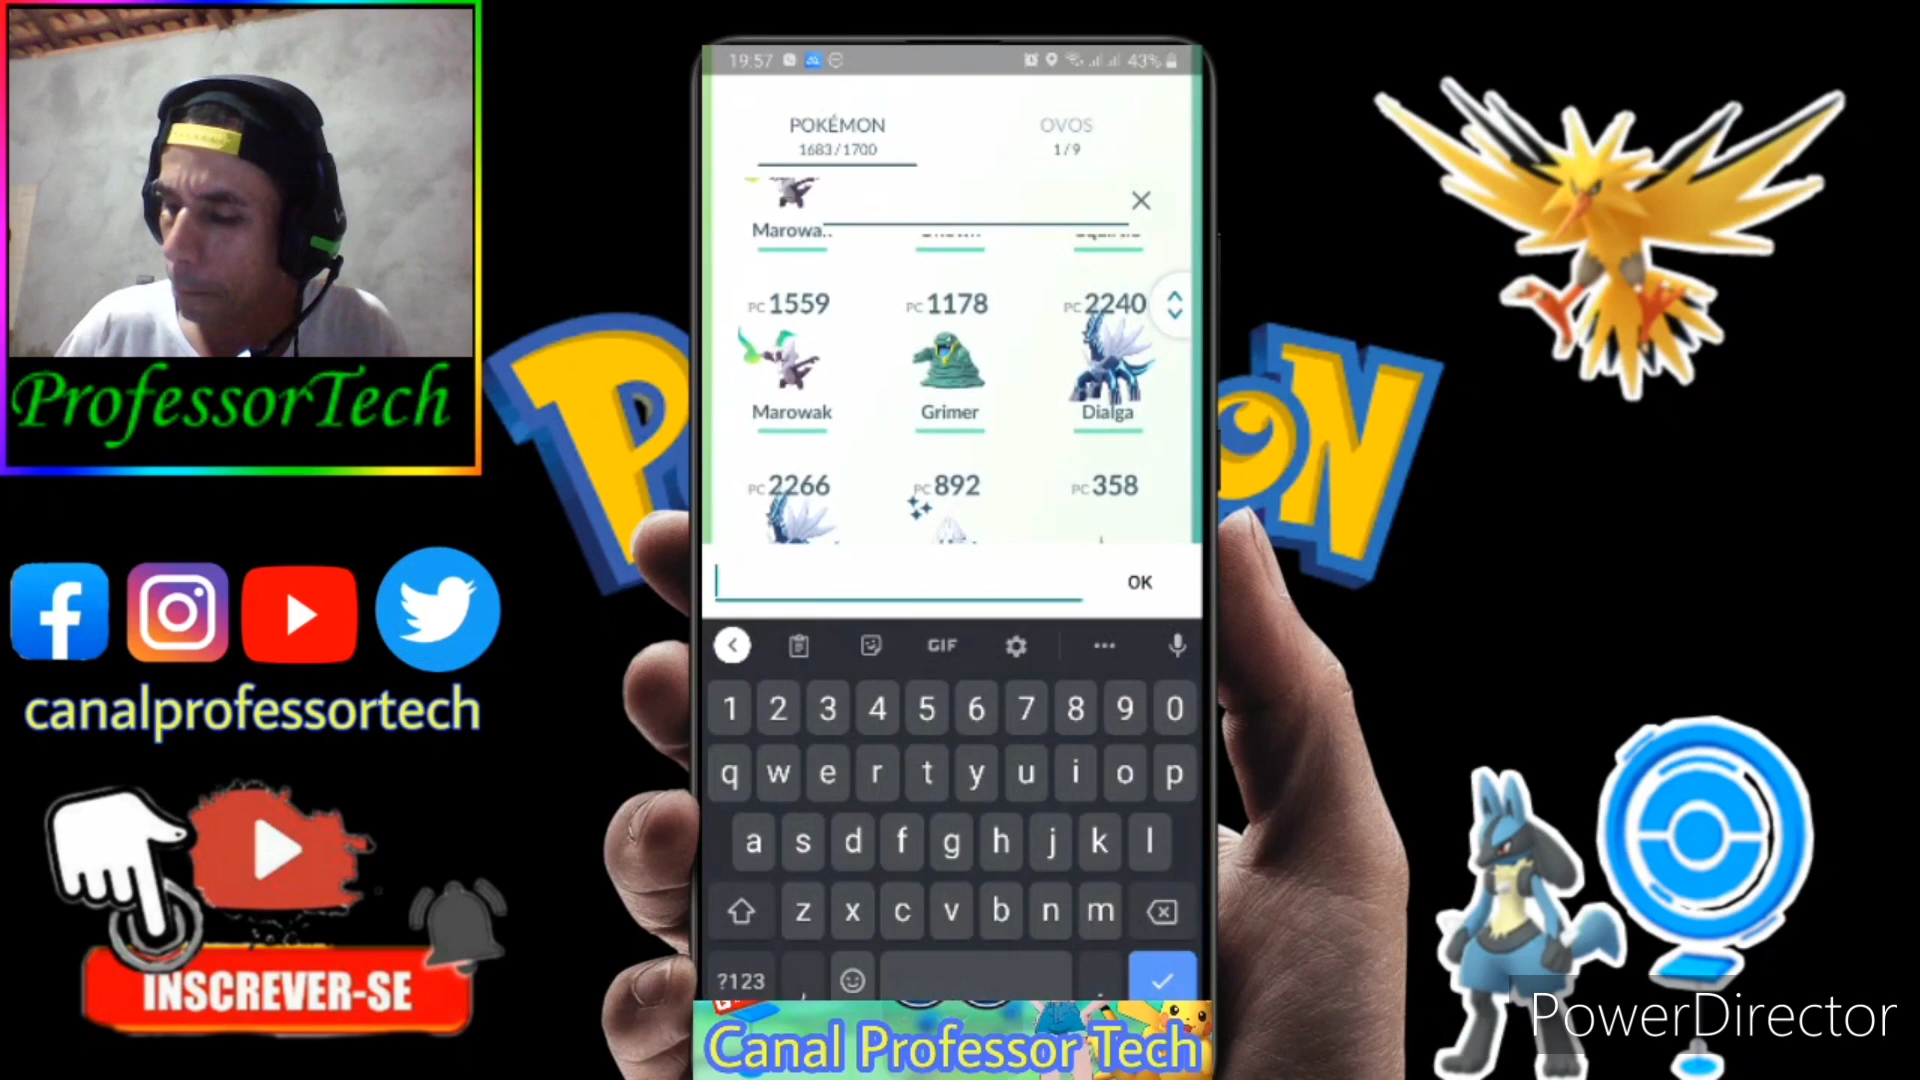 19:57
43%
POKÉMON
OVOS
1683/1700
1/9
Marowa..
PC 1559
PC 1178
PC 2240
Marowak
Grimer
Dialga
PC 2266
PC 892
PC 358
OK
GIF
1 2 3 4 5 6 7 8 9 0
q w e r t y u i o p
a s d f g h j k l
z x c v b n m
?123 , .
ProfessorTech
canalprofessortech
INSCREVER-SE
P
ON
Canal Professor Tech
PowerDirector